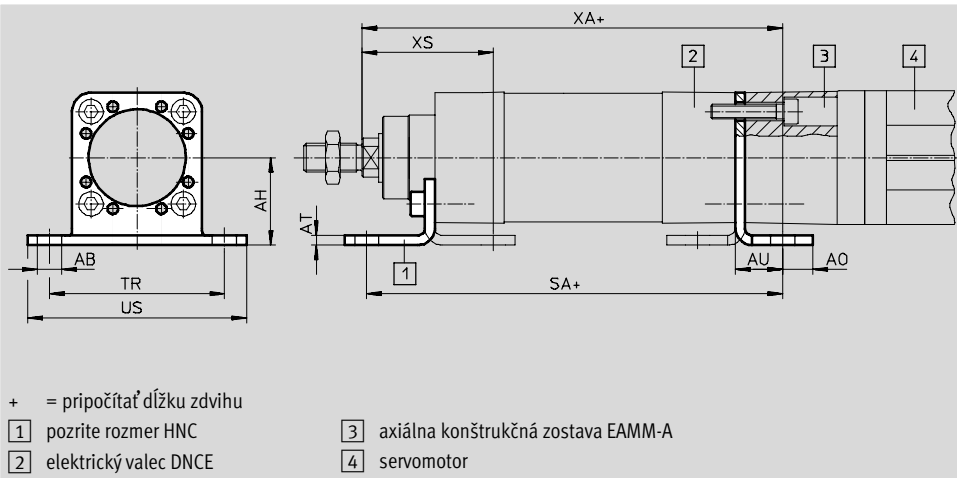 XA+
XS
2
3
4
AH
AT
AB
TR
US
1
AU
AO
SA+
+ = pripočítať dĺžku zdvihu
1 pozrite rozmer HNC
2 elektrický valec DNCE
3 axiálna konštrukčná zostava EAMM-A
4 servomotor